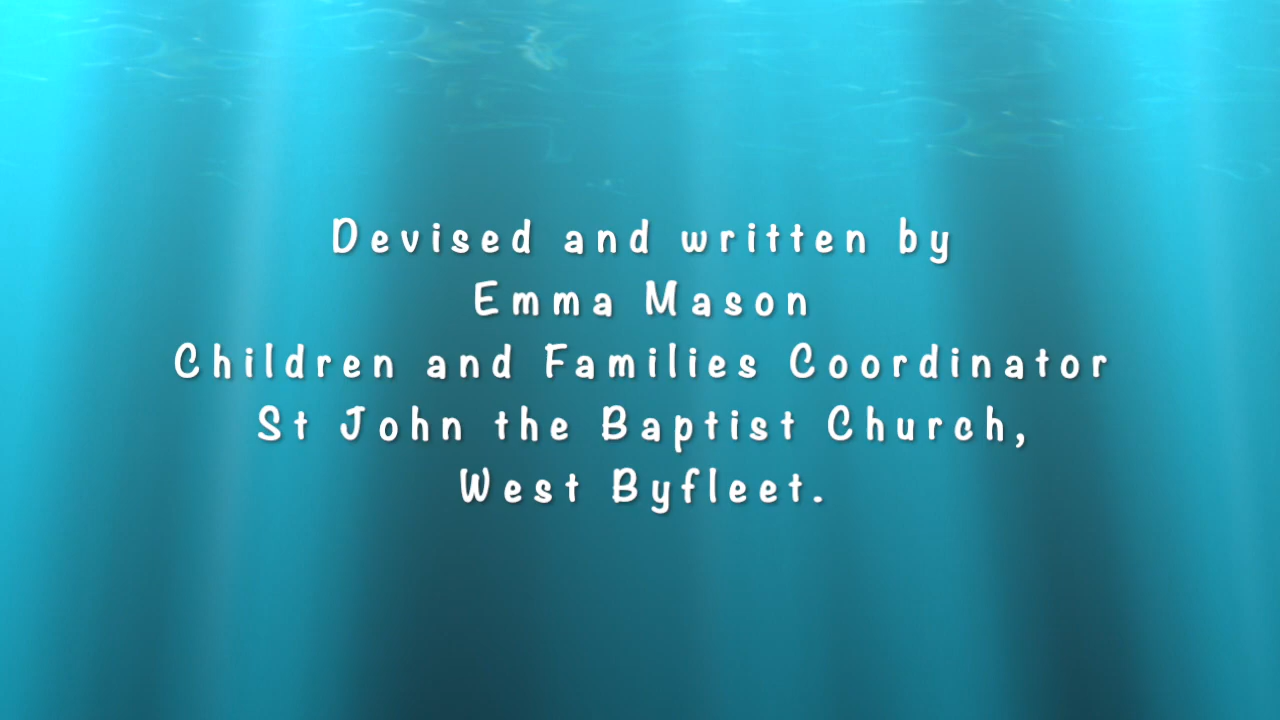 Devised and written by
Emma Mason
Children and Families Coordinator
St John the Baptist Church,
West Byfleet.